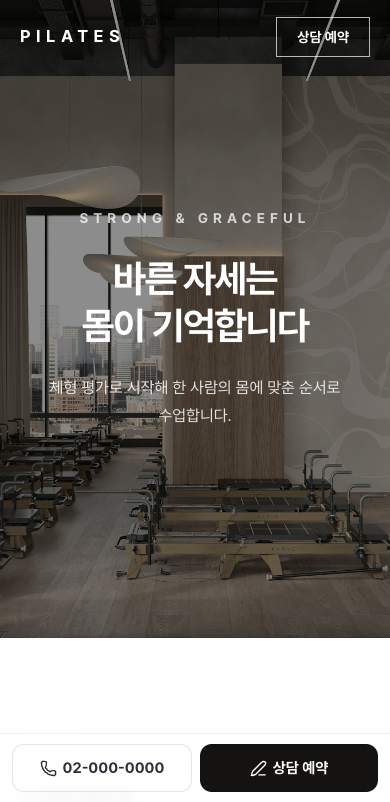 PILATES
상담 예약
STRONG & GRACEFUL
바른 자세는
몸이 기억합니다
체형 평가로 시작해 한 사람의 몸에 맞춘 순서로
수업합니다.
02-000-0000
상담 예약